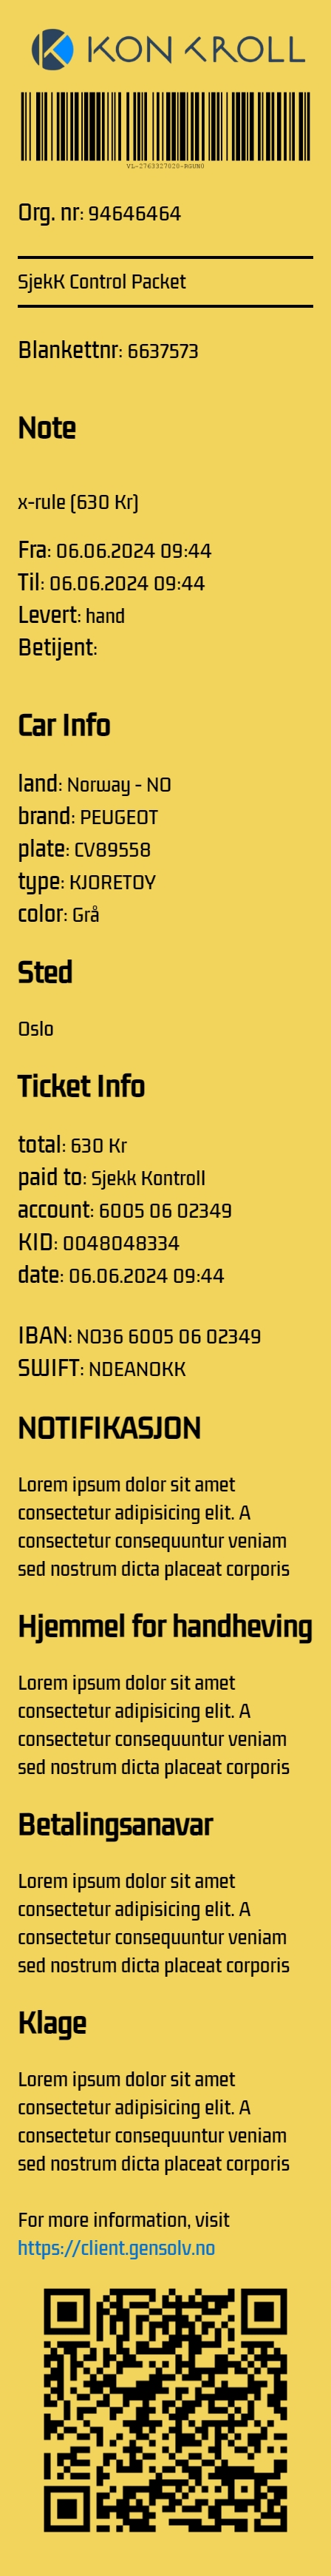 KONTROLL
VL-2763327020-RGUNO
Org. nr: 94646464
SjekK Control Packet
Blankettnr: 6637573
Note
x-rule (630 Kr)
Fra: 06.06.2024 09:44
Til: 06.06.2024 09:44
Levert: hand
Betijent:
Car Info
land: Norway - NO
brand: PEUGEOT
plate: CV89558
type: KJORETOY
color: Grå
Sted
Oslo
Ticket Info
total: 630 Kr
paid to: Sjekk Kontroll
account: 6005 06 02349
KID: 0048048334
date: 06.06.2024 09:44
IBAN: NO36 6005 06 02349
SWIFT: NDEANOKK
NOTIFIKASJON
Lorem ipsum dolor sit amet
consectetur adipisicing elit. A
consectetur consequuntur veniam
sed nostrum dicta placeat corporis
Hjemmel for handheving
Lorem ipsum dolor sit amet
consectetur adipisicing elit. A
consectetur consequuntur veniam
sed nostrum dicta placeat corporis
Betalingsanavar
Lorem ipsum dolor sit amet
consectetur adipisicing elit. A
consectetur consequuntur veniam
sed nostrum dicta placeat corporis
Klage
Lorem ipsum dolor sit amet
consectetur adipisicing elit. A
consectetur consequuntur veniam
sed nostrum dicta placeat corporis
For more information, visit
https://client.gensolv.no